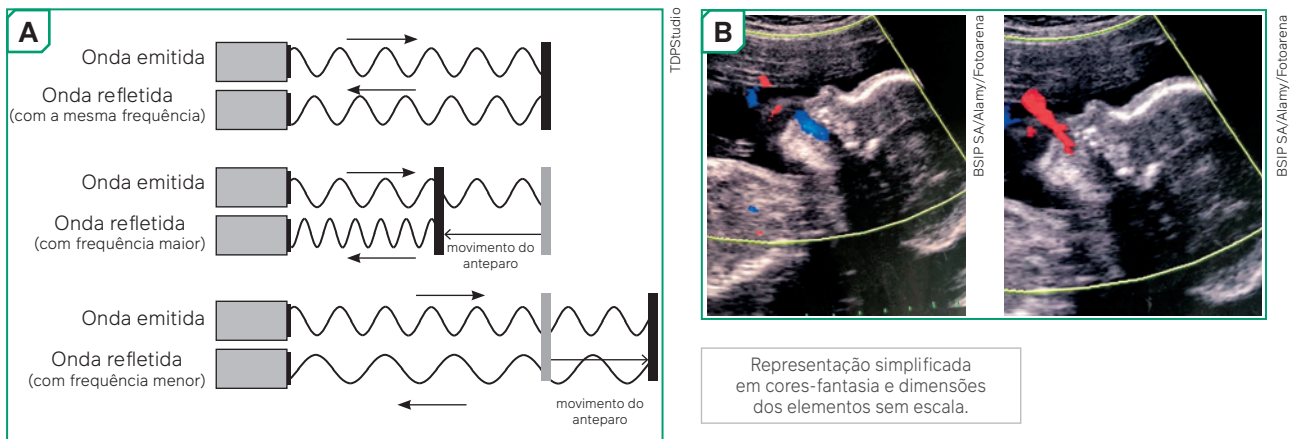 A
Onda emitida
Onda refletida
(com a mesma frequência)
Onda emitida
Onda refletida
(com frequência maior)
movimento do
anteparo
Onda emitida
Onda refletida
(com frequência menor)
movimento do
anteparo
TDPStudio
B
BSIP SA/Alamy/Fotoarena
BSIP SA/Alamy/Fotoarena
Representação simplificada
em cores-fantasia e dimensões
dos elementos sem escala.